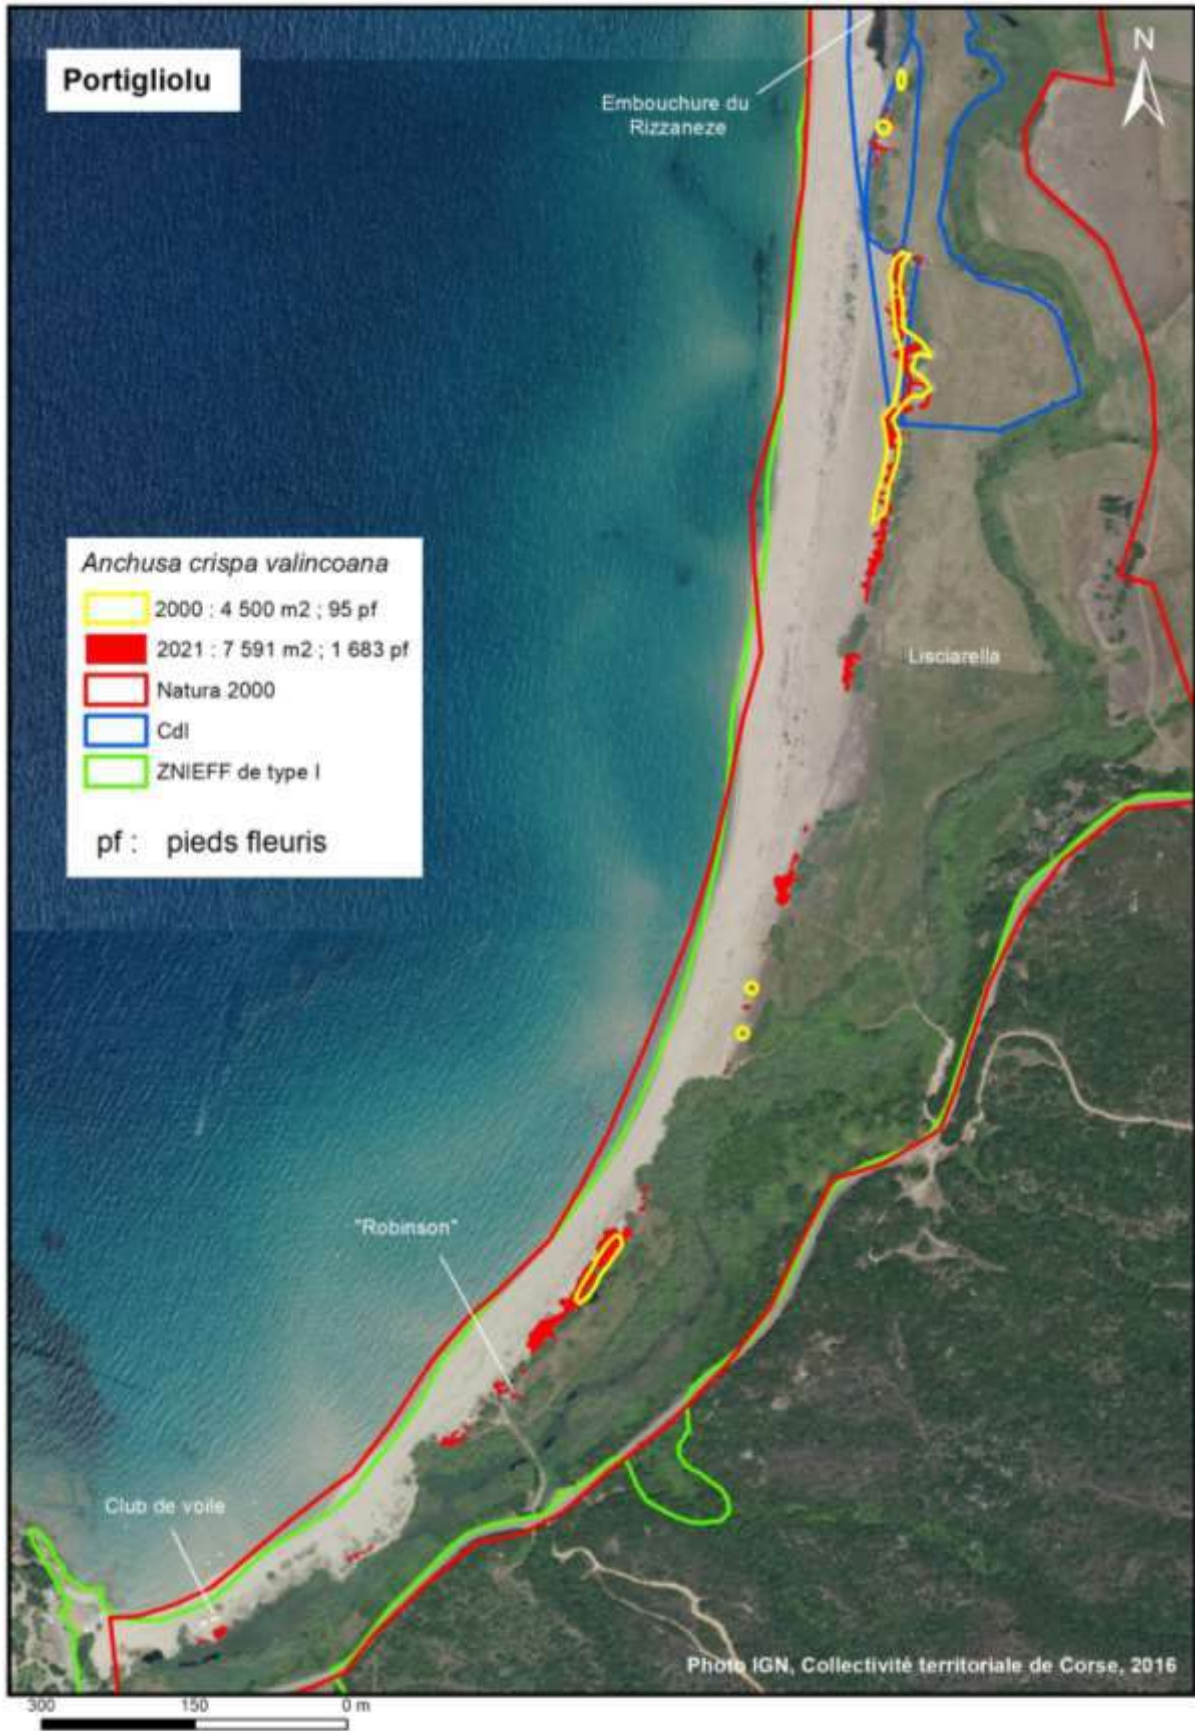 Portigliolu
N
Embouchure du
Rizzaneze
Anchusa crispa valincoana
2000 : 4 500 m2 ; 95 pf
2021 : 7 591 m2 ; 1 683 pf
Natura 2000
Cdl
ZNIEFF de type I
pf : pieds fleuris
Lisciarella
"Robinson"
Club de voile
Photo IGN, Collectivité territoriale de Corse, 2016
300 150 0 m